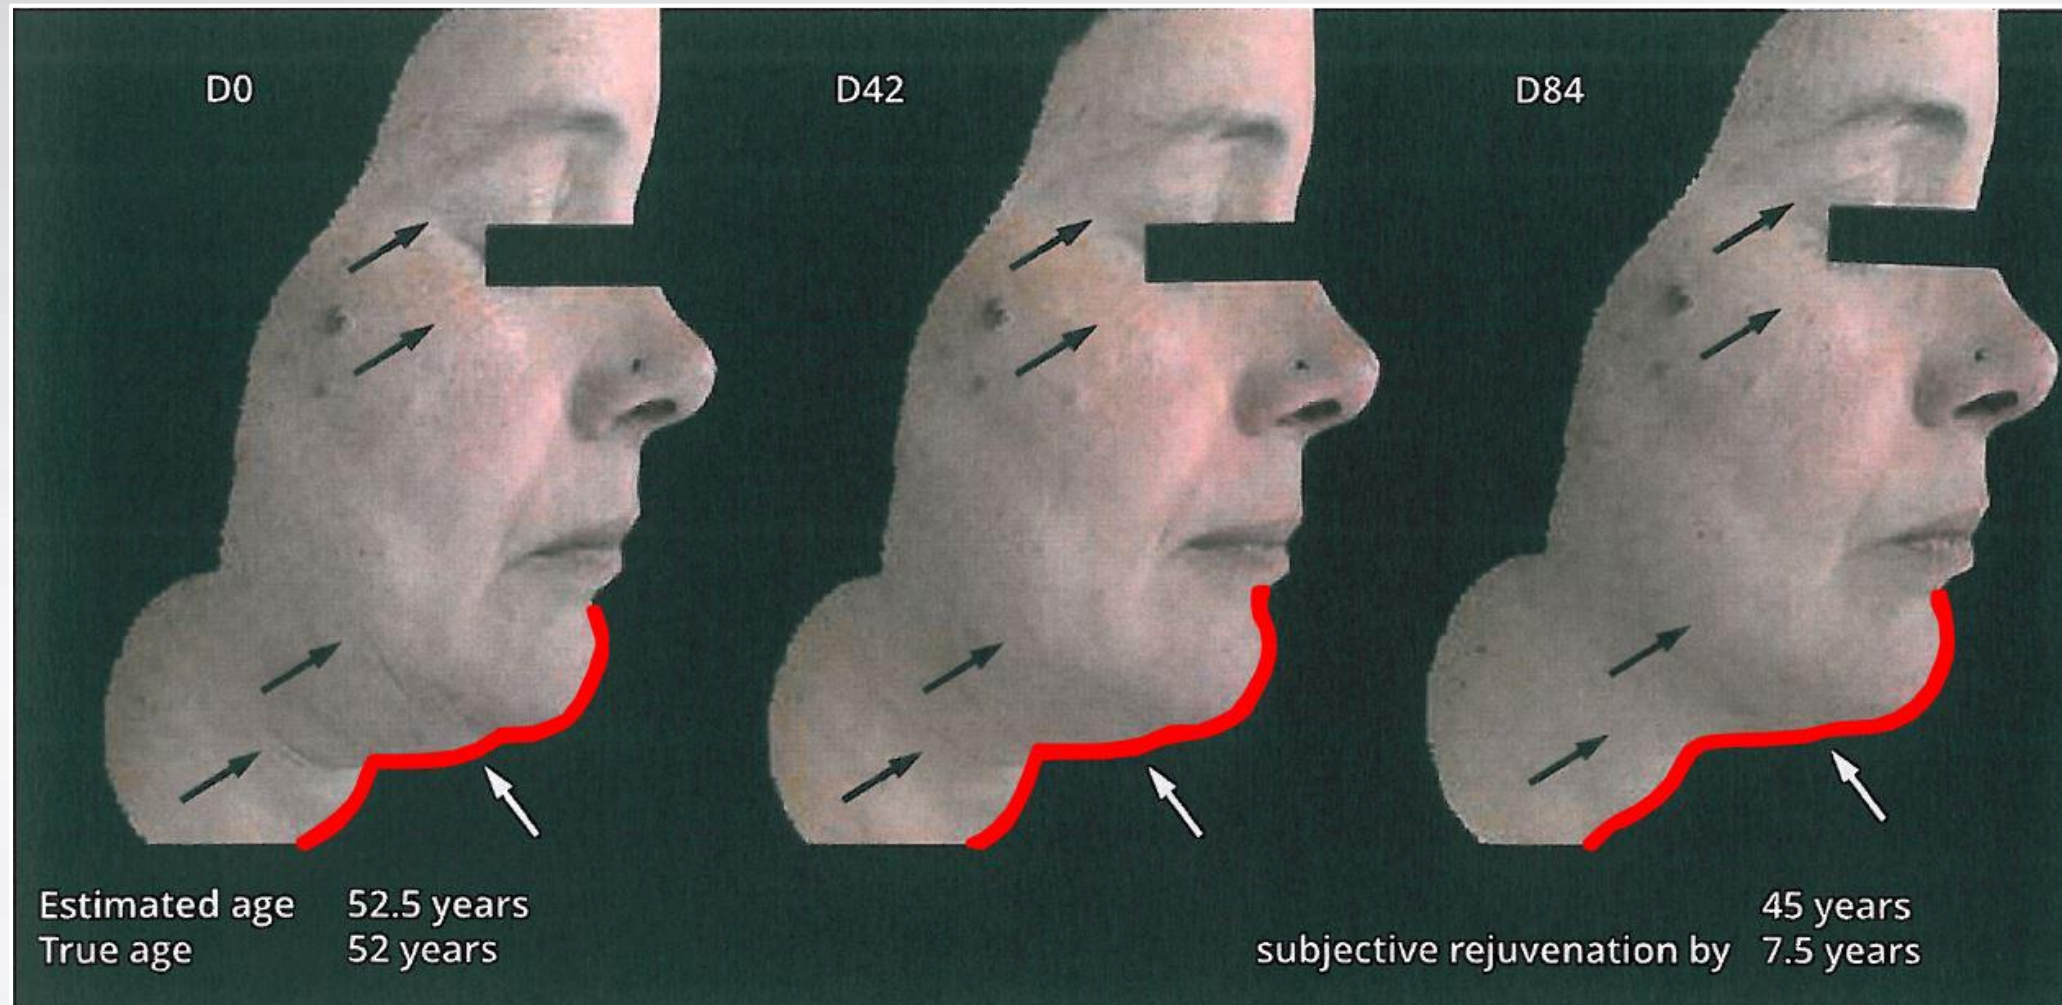 D0 D42 D84
Estimated age 52.5 years 45 years
True age 52 years subjective rejuvenation by 7.5 years